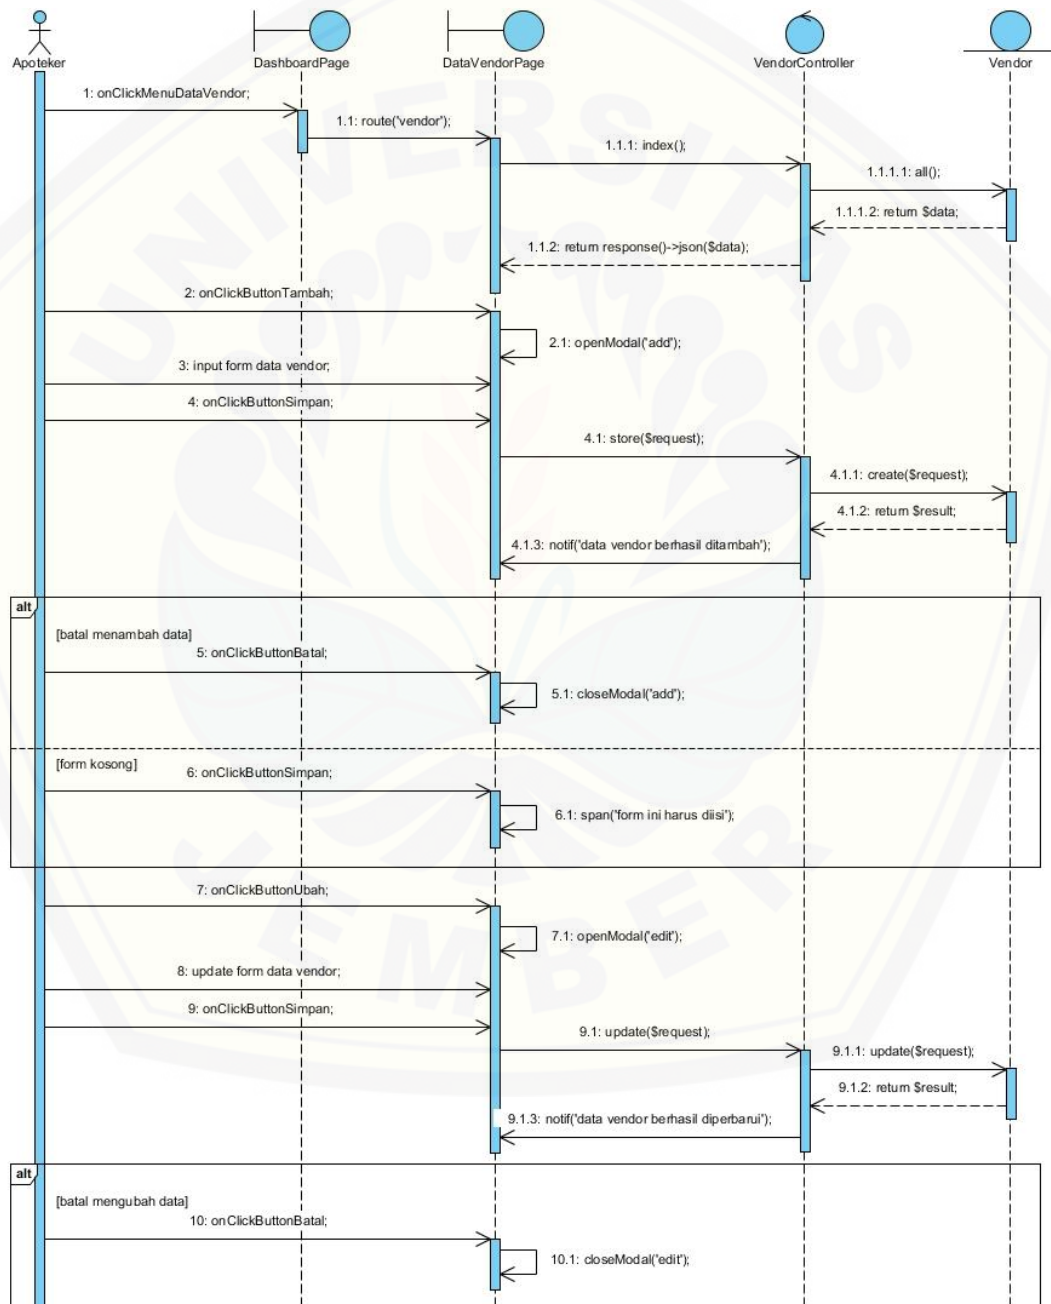 Apoteker
DashboardPage
DataVendorPage
VendorController
Vendor
1: onClickMenuDataVendor;
1.1: route('vendor');
1.1.1: index();
1.1.1.1: all();
1.1.1.2: return $data;
1.1.2: return response()->json($data);
2: onClickButtonTambah;
2.1: openModal('add');
3: input form data vendor;
4: onClickButtonSimpan;
4.1: store($request);
4.1.1: create($request);
4.1.2: return $result;
4.1.3: notif('data vendor berhasil ditambah');
alt
[batal menambah data]
5: onClickButtonBatal;
5.1: closeModal('add');
[form kosong]
6: onClickButtonSimpan;
6.1: span('form ini harus diisi');
7: onClickButtonUbah;
7.1: openModal('edit');
8: update form data vendor;
9: onClickButtonSimpan;
9.1: update($request);
9.1.1: update($request);
9.1.2: return $result;
9.1.3: notif('data vendor berhasil diperbarui');
alt
[batal mengubah data]
10: onClickButtonBatal;
10.1: closeModal('edit');
UNIVERSITAS
JEMBER